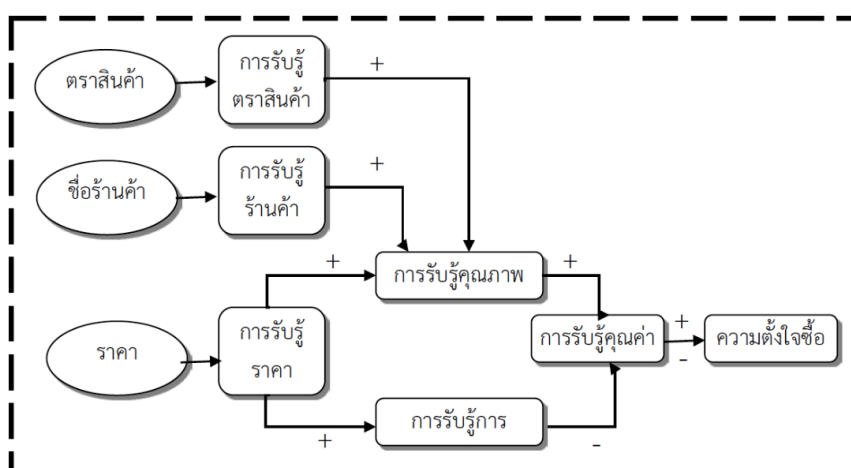 ตราสินค้า
การรับรู้
ตราสินค้า
+
ชื่อร้านค้า
การรับรู้
ร้านค้า
+
การรับรู้คุณภาพ
+
+
ราคา
การรับรู้
ราคา
การรับรู้คุณค่า
+
-
ความตั้งใจซื้อ
+
การรับรู้การ
-